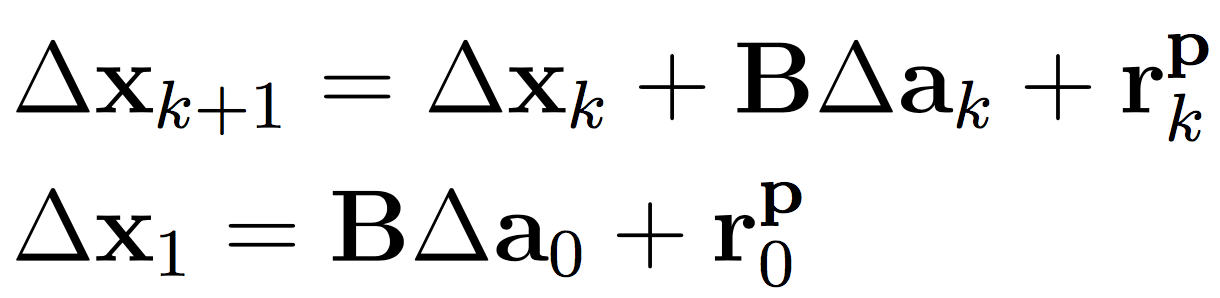 Δx_{k+1} = Δx_k + BΔa_k + r_k^p
Δx_1 = BΔa_0 + r_0^p